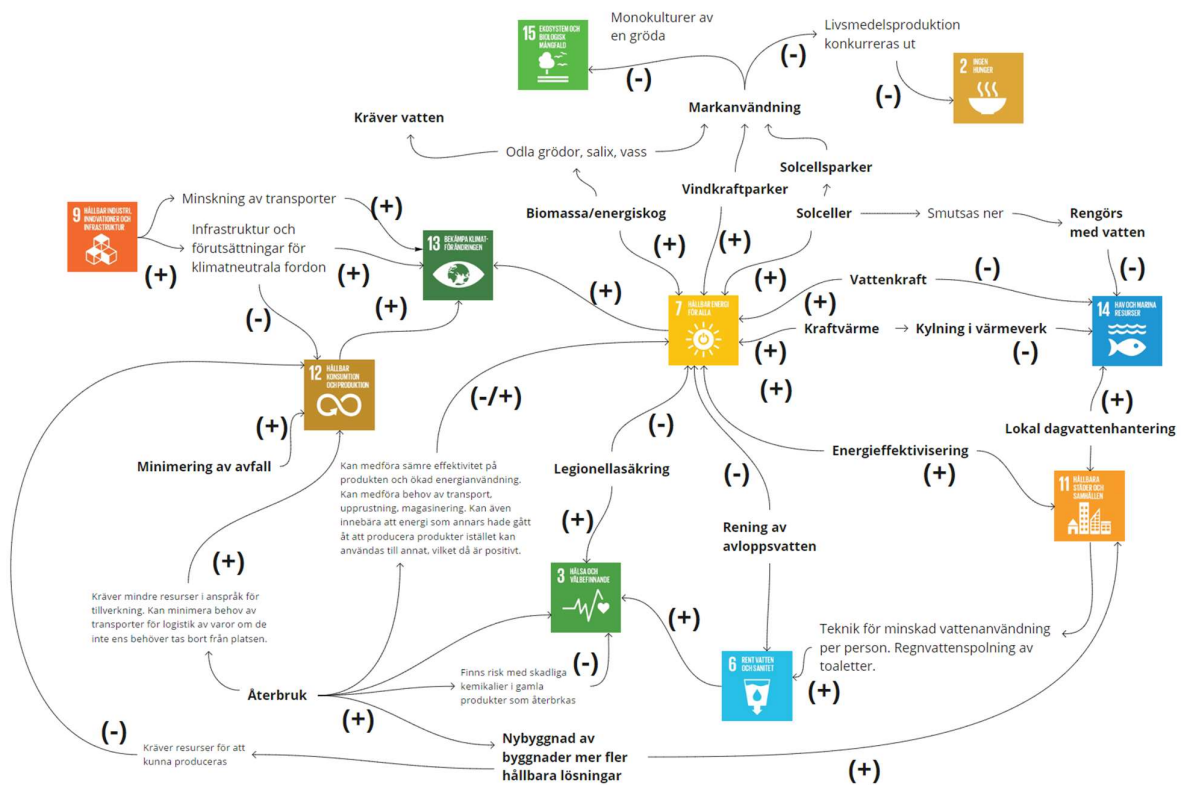 15 EKOSYSTEM OCH
BIOLOGISK
MÅNGFALD
Monokulturer av
en gröda
(-)
(-)
Livsmedelsproduktion
konkurreras ut
(-)
2 INGEN
HUNGER
Markanvändning
Kräver vatten
Odla grödor, salix, vass
Solcellsparker
Vindkraftparker
Biomassa/energiskog
Solceller
Smutsas ner
Rengörs
med vatten
(+)
(+)
(+)
(-)
9 HÅLLBAR INDUSTRI,
INNOVATIONER OCH
INFRASTRUKTUR
(+)
Minskning av transporter
(+)
Infrastruktur och
förutsättningar för
klimatneutrala fordon
(+)
(-)
13 BEKÄMPA KLIMAT-
FÖRÄNDRINGEN
(+)
(+)
7 HÅLLBAR ENERGI
FÖR ALLA
Vattenkraft
(-)
(+)
Kraftvärme
Kylning i värmeverk
(-)
(+)
(+)
14 HAV OCH MARINA
RESURSER
12 HÅLLBAR
KONSUMTION
OCH PRODUKTION
(-/+)
(-)
(+)
Lokal dagvattenhantering
(+)
Minimering av avfall
Kan medföra sämre effektivitet på
produkten och ökad energianvändning.
Kan medföra behov av transport,
upprustning, magasinering. Kan även
innebära att energi som annars hade gått
åt att producera produkter istället kan
användas till annat, vilket då är positivt.
Legionellasäkring
(-)
Energieffektivisering
(+)
11 HÅLLBARA
STÄDER OCH
SAMHÄLLEN
(+)
Rening av
avloppsvatten
(+)
Kräver mindre resurser i anspråk för
tillverkning. Kan minimera behov av
transporter för logistik av varor om de
inte ens behöver tas bort från platsen.
3 HÄLSA OCH
VÄLBEFINNANDE
(+)
Teknik för minskad vattenanvändning
per person. Regnvattenspolning av
toaletter.
(+)
6 RENT VATTEN
OCH SANITET
(-)
Finns risk med skadliga
kemikalier i gamla
produkter som återbrkas
Återbruk
(+)
(-)
Kräver resurser för att
kunna produceras
Nybyggnad av
byggnader mer fler
hållbara lösningar
(+)